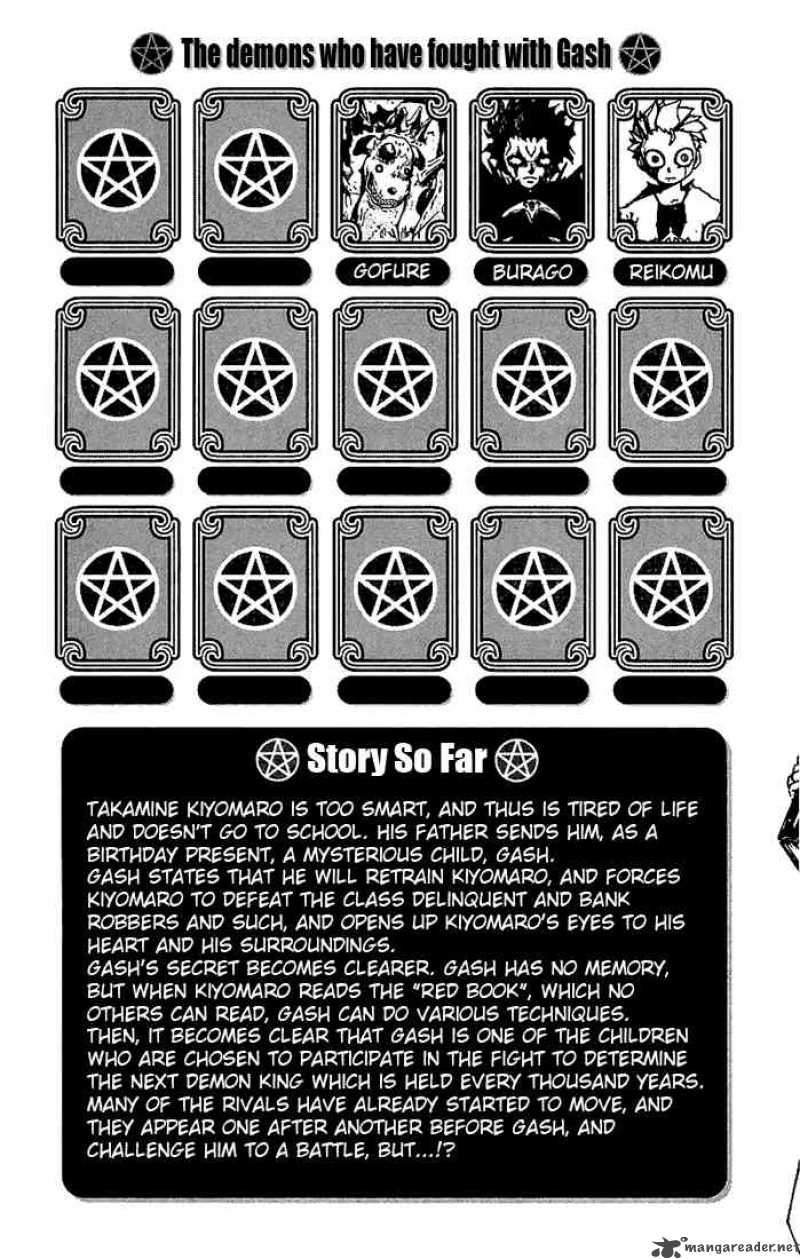 The demons who have fought with Gash
GOFURE
BURAGO
REIKOMU
Story So Far
TAKAMINE KIYOMARO IS TOO SMART, AND THUS IS TIRED OF LIFE
AND DOESN'T GO TO SCHOOL. HIS FATHER SENDS HIM, AS A
BIRTHDAY PRESENT, A MYSTERIOUS CHILD, GASH.
GASH STATES THAT HE WILL RETRAIN KIYOMARO, AND FORCES
KIYOMARO TO DEFEAT THE CLASS DELINQUENT AND BANK
ROBBERS AND SUCH, AND OPENS UP KIYOMARO'S EYES TO HIS
HEART AND HIS SURROUNDINGS.
GASH'S SECRET BECOMES CLEARER. GASH HAS NO MEMORY,
BUT WHEN KIYOMARO READS THE "RED BOOK", WHICH NO
OTHERS CAN READ, GASH CAN DO VARIOUS TECHNIQUES.
THEN, IT BECOMES CLEAR THAT GASH IS ONE OF THE CHILDREN
WHO ARE CHOSEN TO PARTICIPATE IN THE FIGHT TO DETERMINE
THE NEXT DEMON KING WHICH IS HELD EVERY THOUSAND YEARS.
MANY OF THE RIVALS HAVE ALREADY STARTED TO MOVE, AND
THEY APPEAR ONE AFTER ANOTHER BEFORE GASH, AND
CHALLENGE HIM TO A BATTLE, BUT...!?
mangareader.net